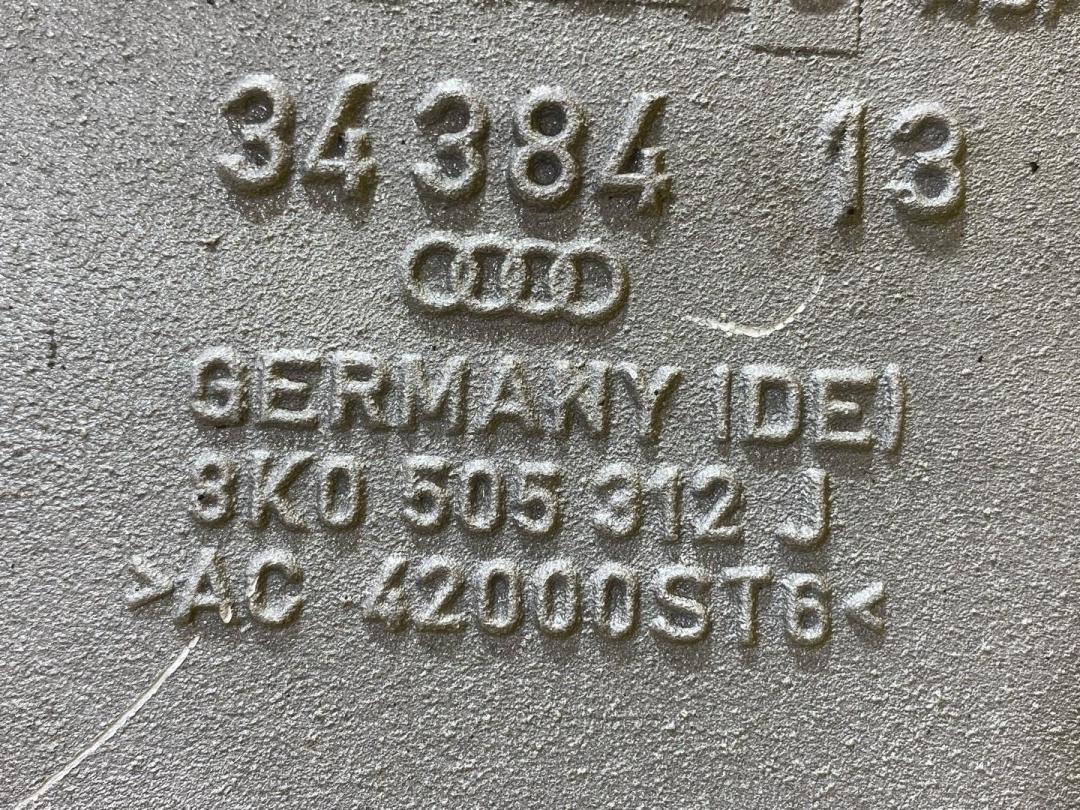 34 384 13
GERMANY (DE)
8K0 505 312 J
>AC 42000ST6<